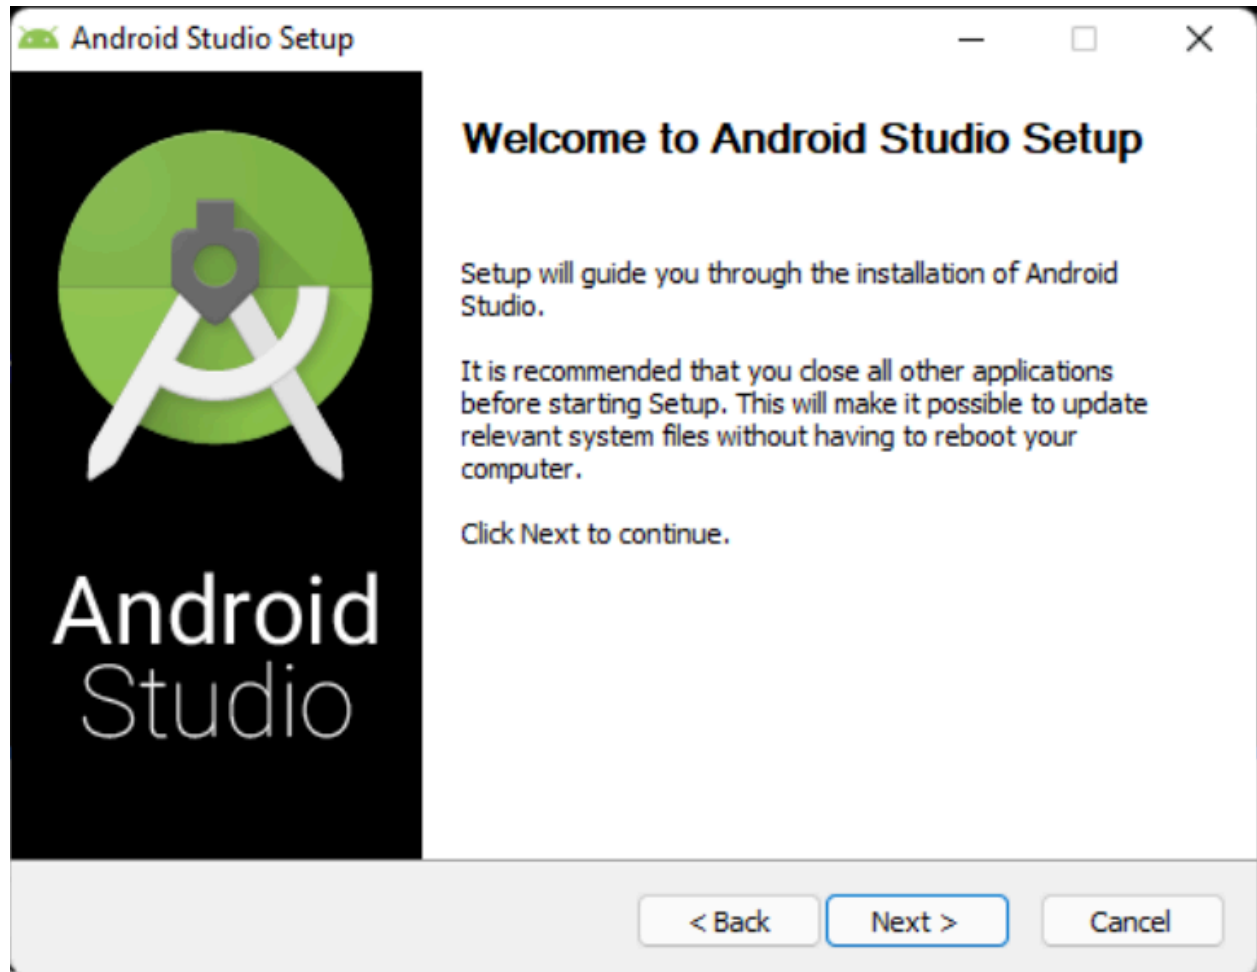 Android Studio Setup
Welcome to Android Studio Setup
Setup will guide you through the installation of Android
Studio.
It is recommended that you close all other applications
before starting Setup. This will make it possible to update
relevant system files without having to reboot your
computer.
Click Next to continue.
Android
Studio
< Back
Next >
Cancel